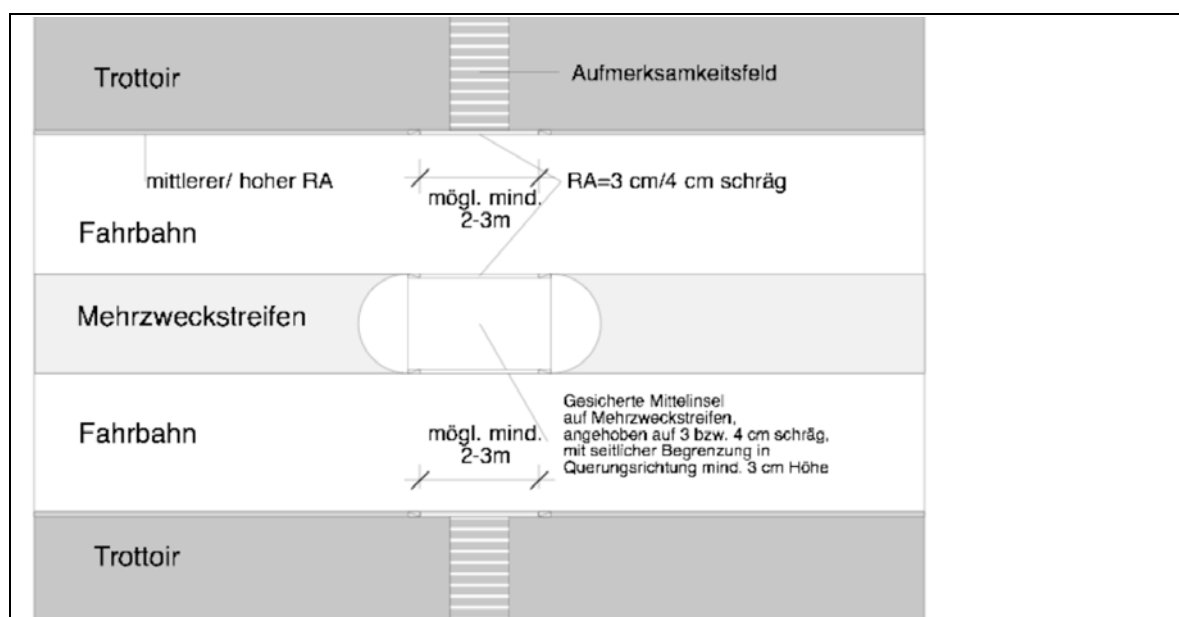 Trottoir
Aufmerksamkeitsfeld
mittlerer/ hoher RA
RA=3 cm/4 cm schräg
mögl. mind.
2-3m
Fahrbahn
Mehrzweckstreifen
Fahrbahn
mögl. mind.
2-3m
Gesicherte Mittelinsel
auf Mehrzweckstreifen,
angehoben auf 3 bzw. 4 cm schräg,
mit seitlicher Begrenzung in
Querungsrichtung mind. 3 cm Höhe
Trottoir